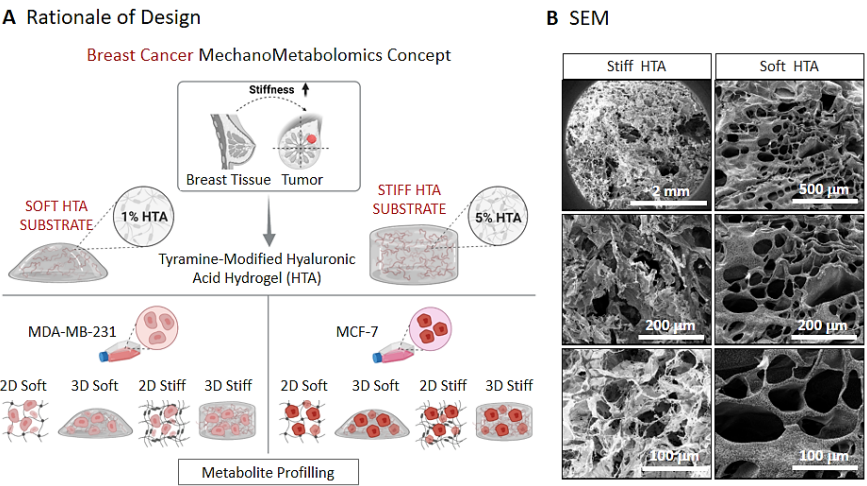 A Rationale of Design
Breast Cancer MechanoMetabolomics Concept
Stiffness
Breast Tissue Tumor
SOFT HTA
SUBSTRATE
1% HTA
STIFF HTA
SUBSTRATE
5% HTA
Tyramine-Modified Hyaluronic
Acid Hydrogel (HTA)
MDA-MB-231
2D Soft 3D Soft 2D Stiff 3D Stiff
MCF-7
2D Soft 3D Soft 2D Stiff 3D Stiff
Metabolite Profilling
B SEM
Stiff HTA Soft HTA
2 mm 500 µm
200 µm 200 µm
100 µm 100 µm